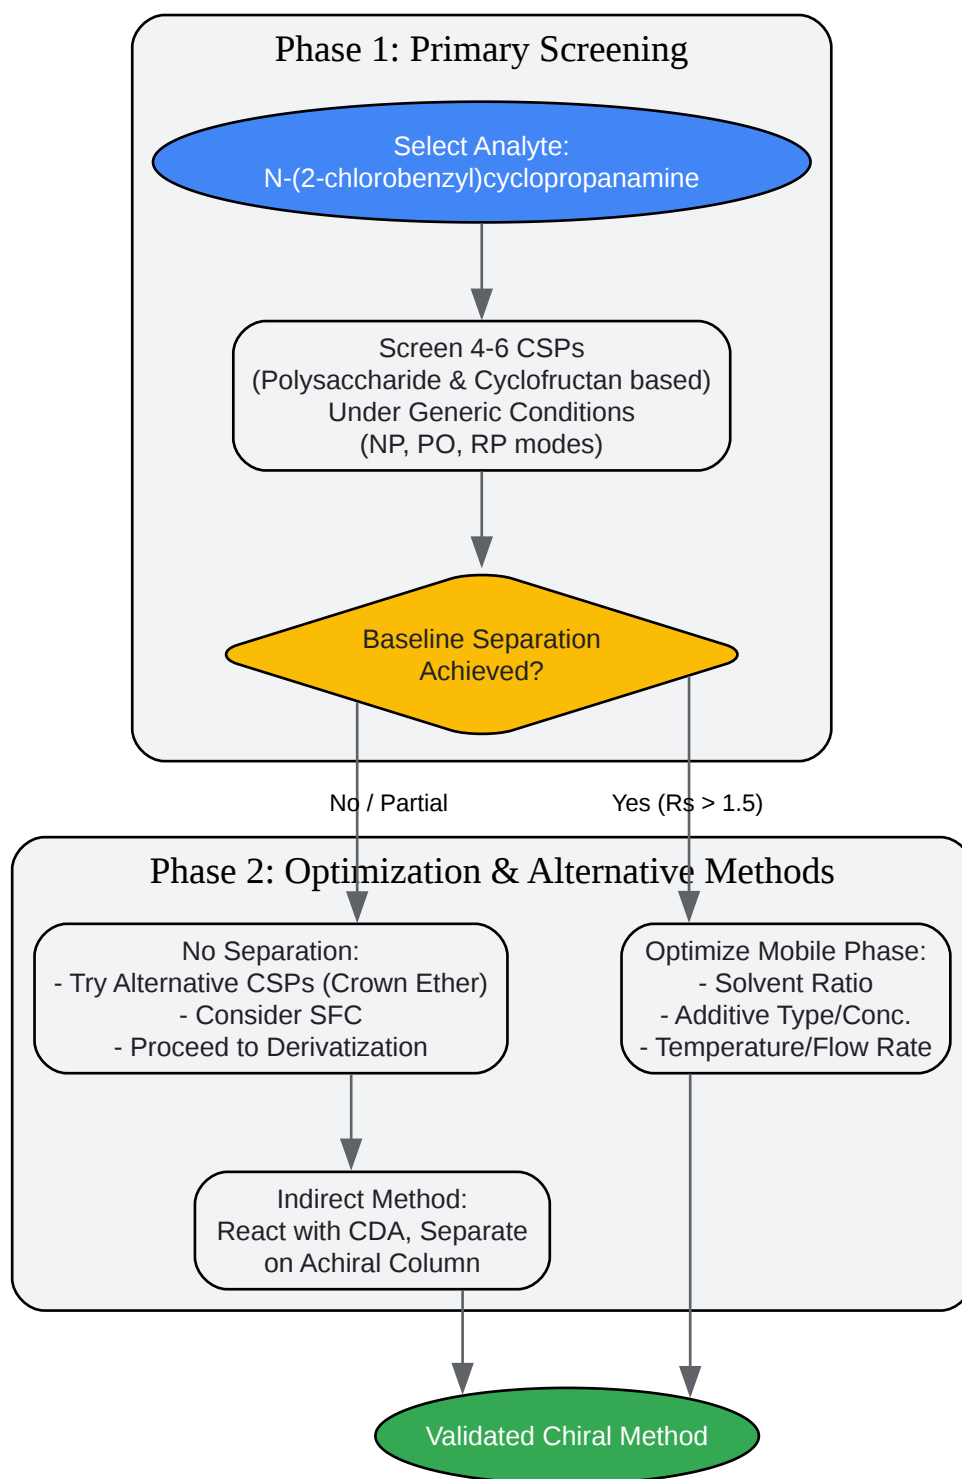 Phase 1: Primary Screening
Select Analyte:
N-(2-chlorobenzyl)cyclopropanamine
Screen 4-6 CSPs
(Polysaccharide & Cyclofructan based)
Under Generic Conditions
(NP, PO, RP modes)
Baseline Separation
Achieved?
No / Partial
Yes (Rs > 1.5)
Phase 2: Optimization & Alternative Methods
No Separation:
- Try Alternative CSPs (Crown Ether)
- Consider SFC
- Proceed to Derivatization
Optimize Mobile Phase:
- Solvent Ratio
- Additive Type/Conc.
- Temperature/Flow Rate
Indirect Method:
React with CDA, Separate
on Achiral Column
Validated Chiral Method